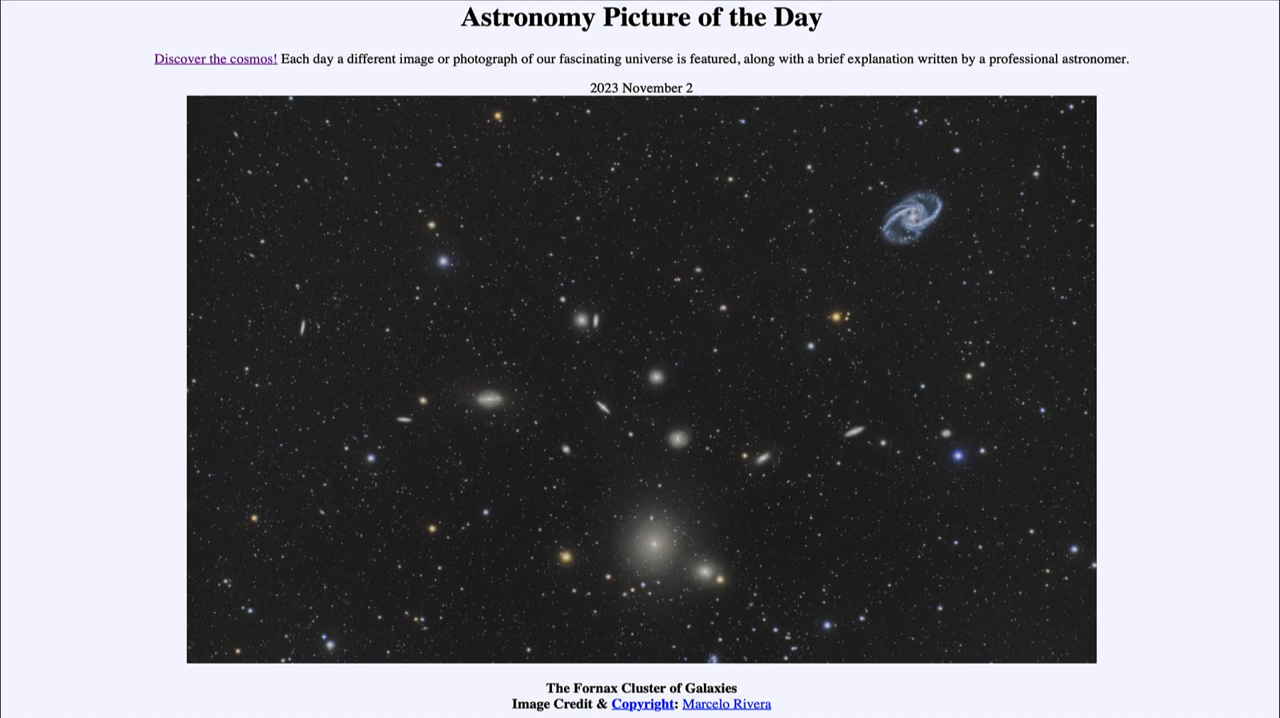 Astronomy Picture of the Day
Discover the cosmos! Each day a different image or photograph of our fascinating universe is featured, along with a brief explanation written by a professional astronomer.
2023 November 2
The Fornax Cluster of Galaxies
Image Credit & Copyright: Marcelo Rivera